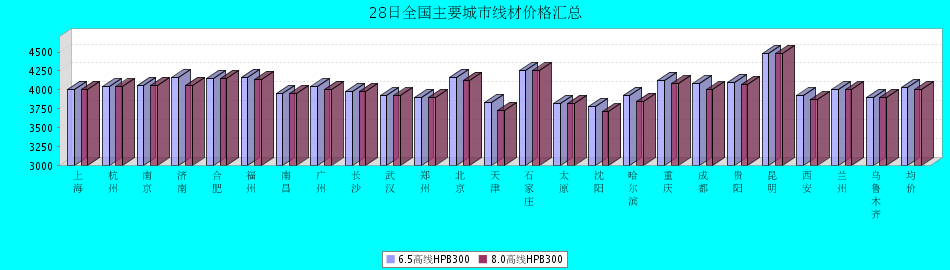 28日全国主要城市线材价格汇总
4500
4250
4000
3750
3500
3250
3000
上海 杭州 南京 济南 合肥 福州 南昌 广州 长沙 武汉 郑州 北京 天津 石家庄 太原 沈阳 哈尔滨 重庆 成都 贵阳 昆明 西安 兰州 乌鲁木齐 均价
6.5高线HPB300 8.0高线HPB300